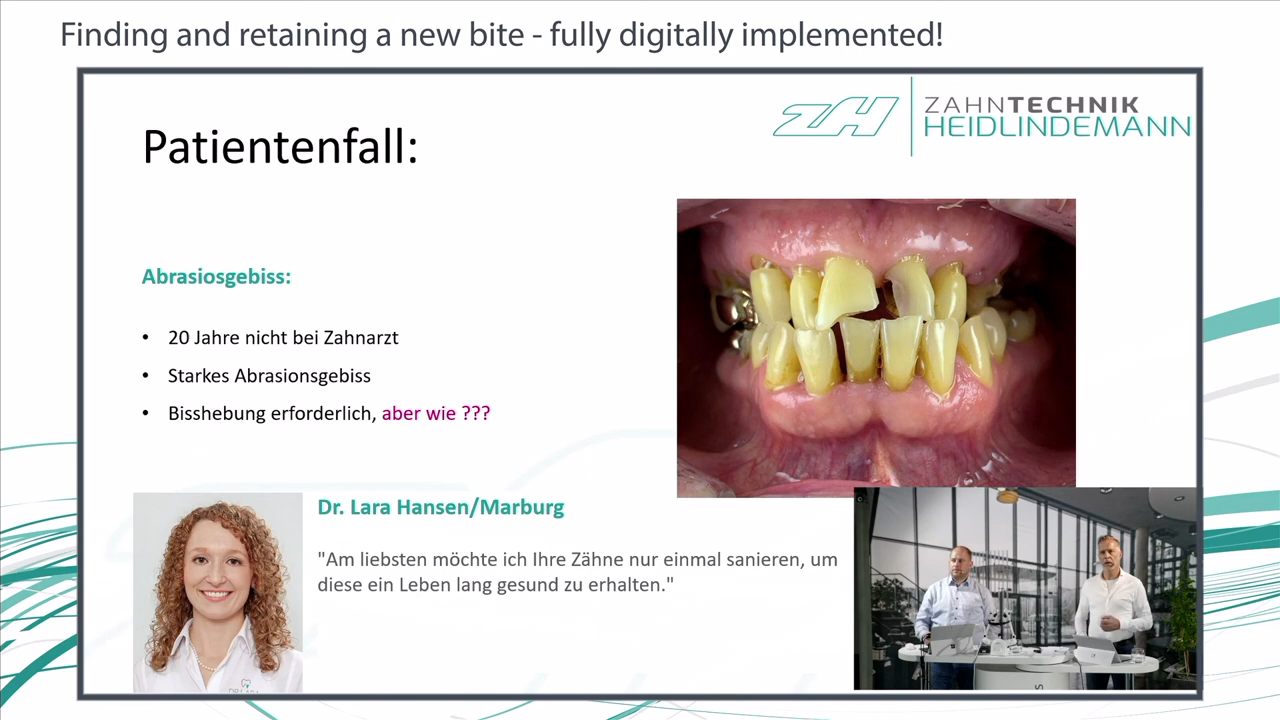 Finding and retaining a new bite - fully digitally implemented!
ZAHNTECHNIK
HEIDLINDEMANN
Patientenfall:
Abrasiosgebiss:
• 20 Jahre nicht bei Zahnarzt
• Starkes Abrasionsgebiss
• Bisshebung erforderlich, aber wie ???
Dr. Lara Hansen/Marburg
"Am liebsten möchte ich Ihre Zähne nur einmal sanieren, um
diese ein Leben lang gesund zu erhalten."